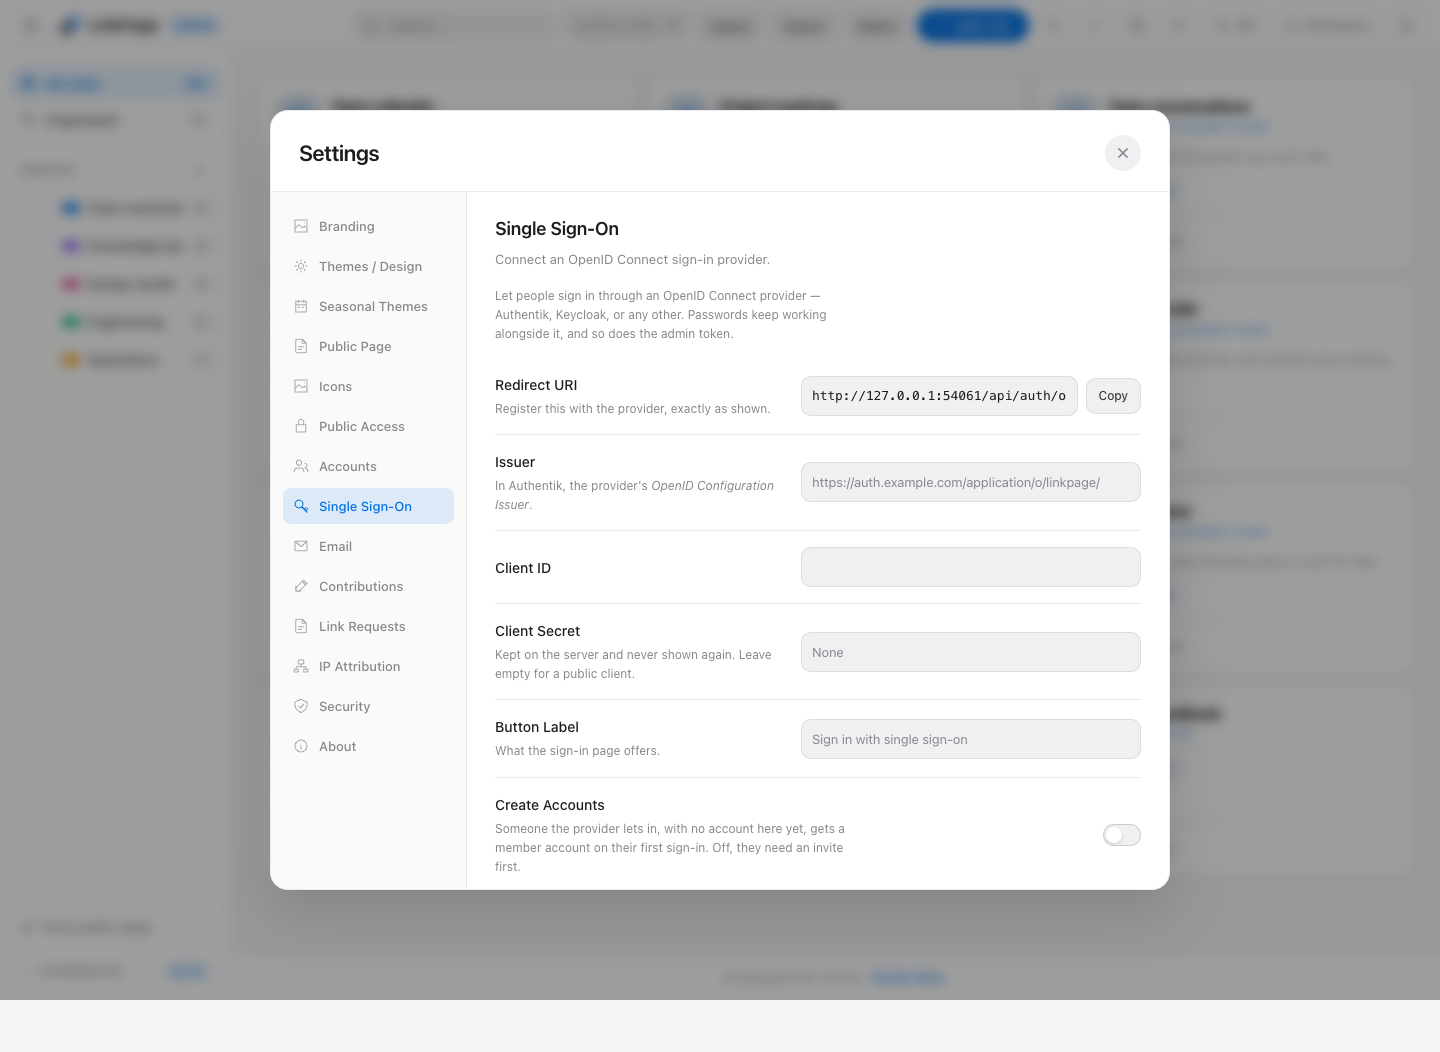 Settings
Branding
Themes / Design
Seasonal Themes
Public Page
Icons
Public Access
Accounts
Single Sign-On
Email
Contributions
Link Requests
IP Attribution
Security
About
Single Sign-On
Connect an OpenID Connect sign-in provider.
Let people sign in through an OpenID Connect provider —
Authentik, Keycloak, or any other. Passwords keep working
alongside it, and so does the admin token.
Redirect URI
Register this with the provider, exactly as shown.
http://127.0.0.1:54061/api/auth/o
Copy
Issuer
In Authentik, the provider's OpenID Configuration
Issuer.
https://auth.example.com/application/o/linkpage/
Client ID
Client Secret
Kept on the server and never shown again. Leave
empty for a public client.
None
Button Label
What the sign-in page offers.
Sign in with single sign-on
Create Accounts
Someone the provider lets in, with no account here yet, gets a
member account on their first sign-in. Off, they need an invite
first.